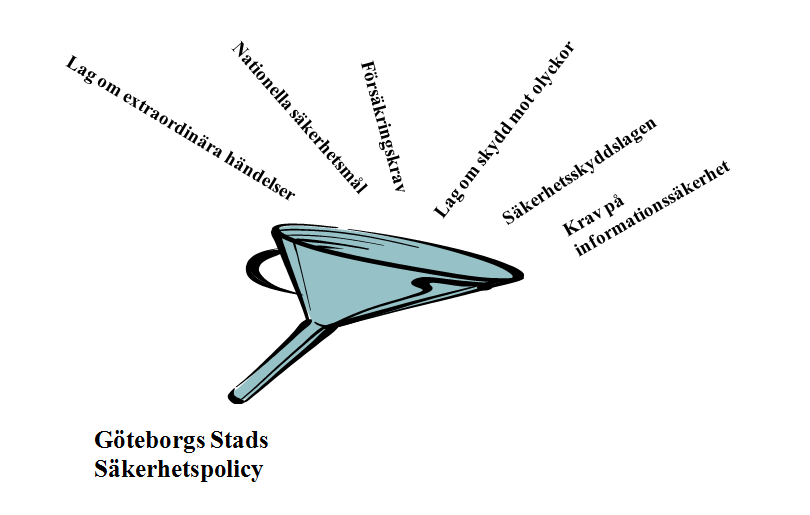 Lag om extraordinära händelser
Nationella säkerhetsmål
Försäkringskrav
Lag om skydd mot olyckor
Säkerhetsskyddslagen
Krav på
informationssäkerhet
Göteborgs Stads
Säkerhetspolicy